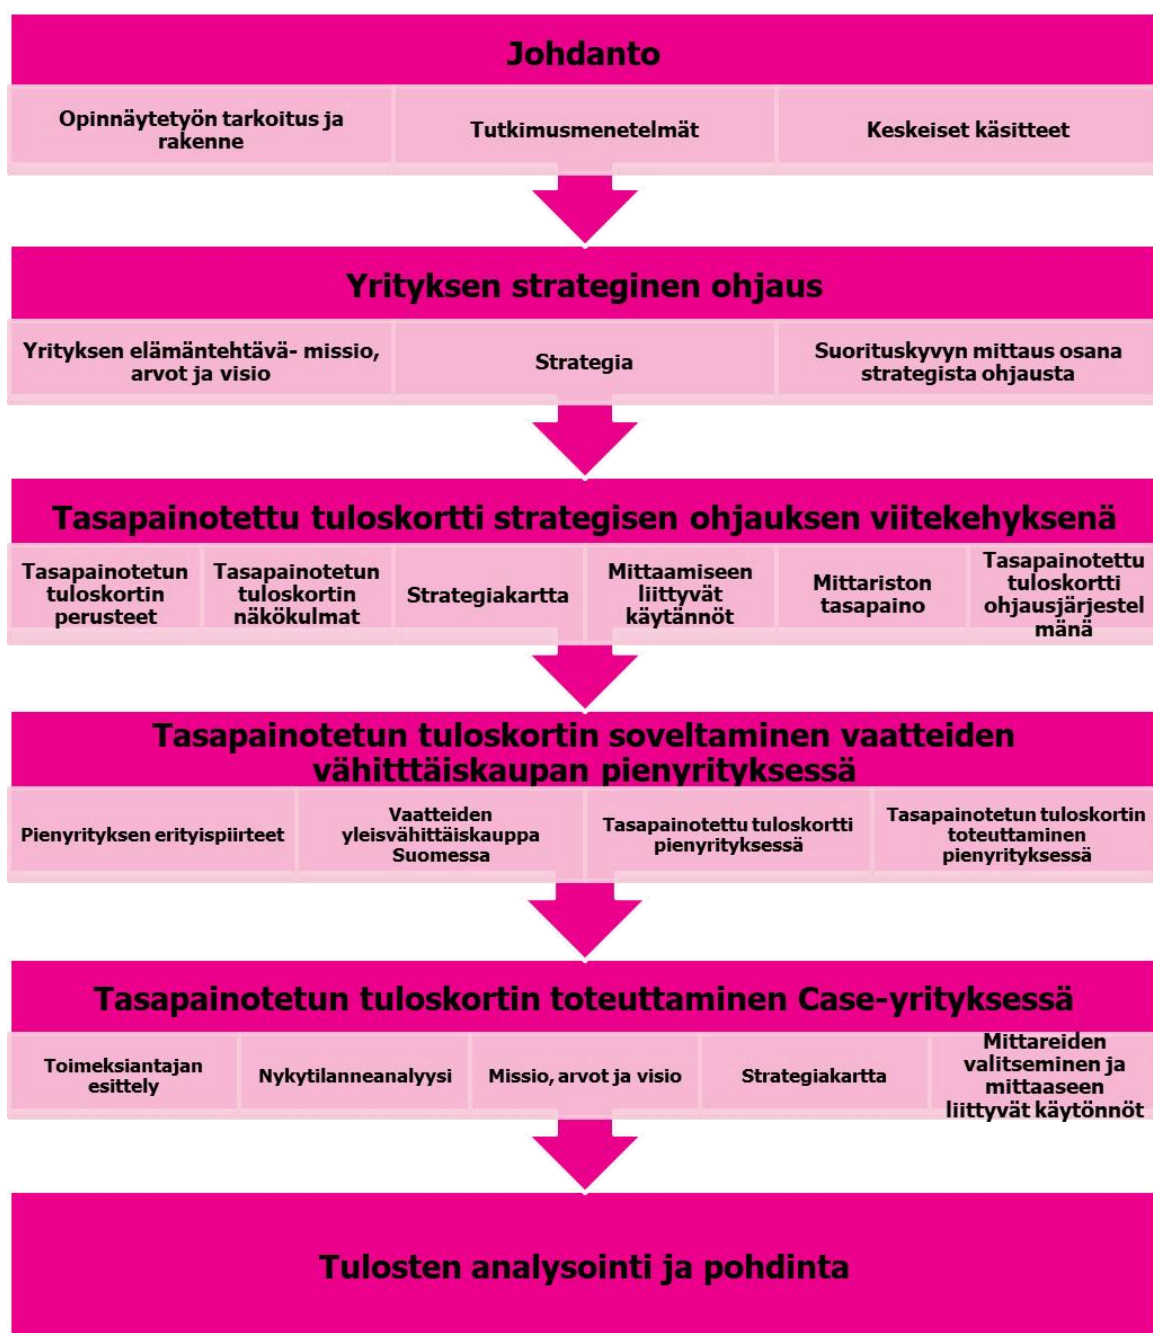 Johdanto
Opinnäytetyön tarkoitus ja
rakenne
Tutkimusmenetelmät
Keskeiset käsitteet
Yrityksen strateginen ohjaus
Yrityksen elämäntehtävä- missio,
arvot ja visio
Strategia
Suorituskyvyn mittaus osana
strategista ohjausta
Tasapainotettu tuloskortti strategisen ohjauksen viitekehyksenä
Tasapainotetun
tuloskortin
perusteet
Tasapainotetun
tuloskortin
näkökulmat
Strategiakartta
Mittaamiseen
liittyvät
käytännöt
Mittariston
tasapaino
Tasapainotettu
tuloskortti
ohjausjärjestel
mänä
Tasapainotetun tuloskortin soveltaminen vaatteiden
vähitttäiskaupan pienyrityksessä
Pienyrityksen erityispiirteet
Vaatteiden
yleisvähittäiskauppa
Suomessa
Tasapainotettu tuloskortti
pienyrityksessä
Tasapainotetun tuloskortin
toteuttaminen
pienyrityksessä
Tasapainotetun tuloskortin toteuttaminen Case-yrityksessä
Toimeksiantajan
esittely
Nykytilanneanalyysi
Missio, arvot ja visio
Strategiakartta
Mittareiden
valitseminen ja
mittaaseen
liittyvät käytönnöt
Tulosten analysointi ja pohdinta